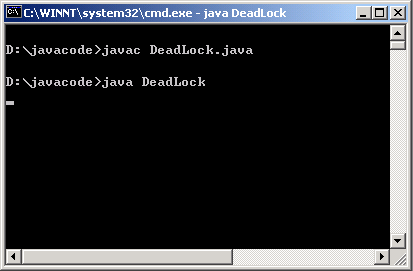 C:\WINNT\system32\cmd.exe - java DeadLock
D:\javacode>javac DeadLock.java
D:\javacode>java DeadLock